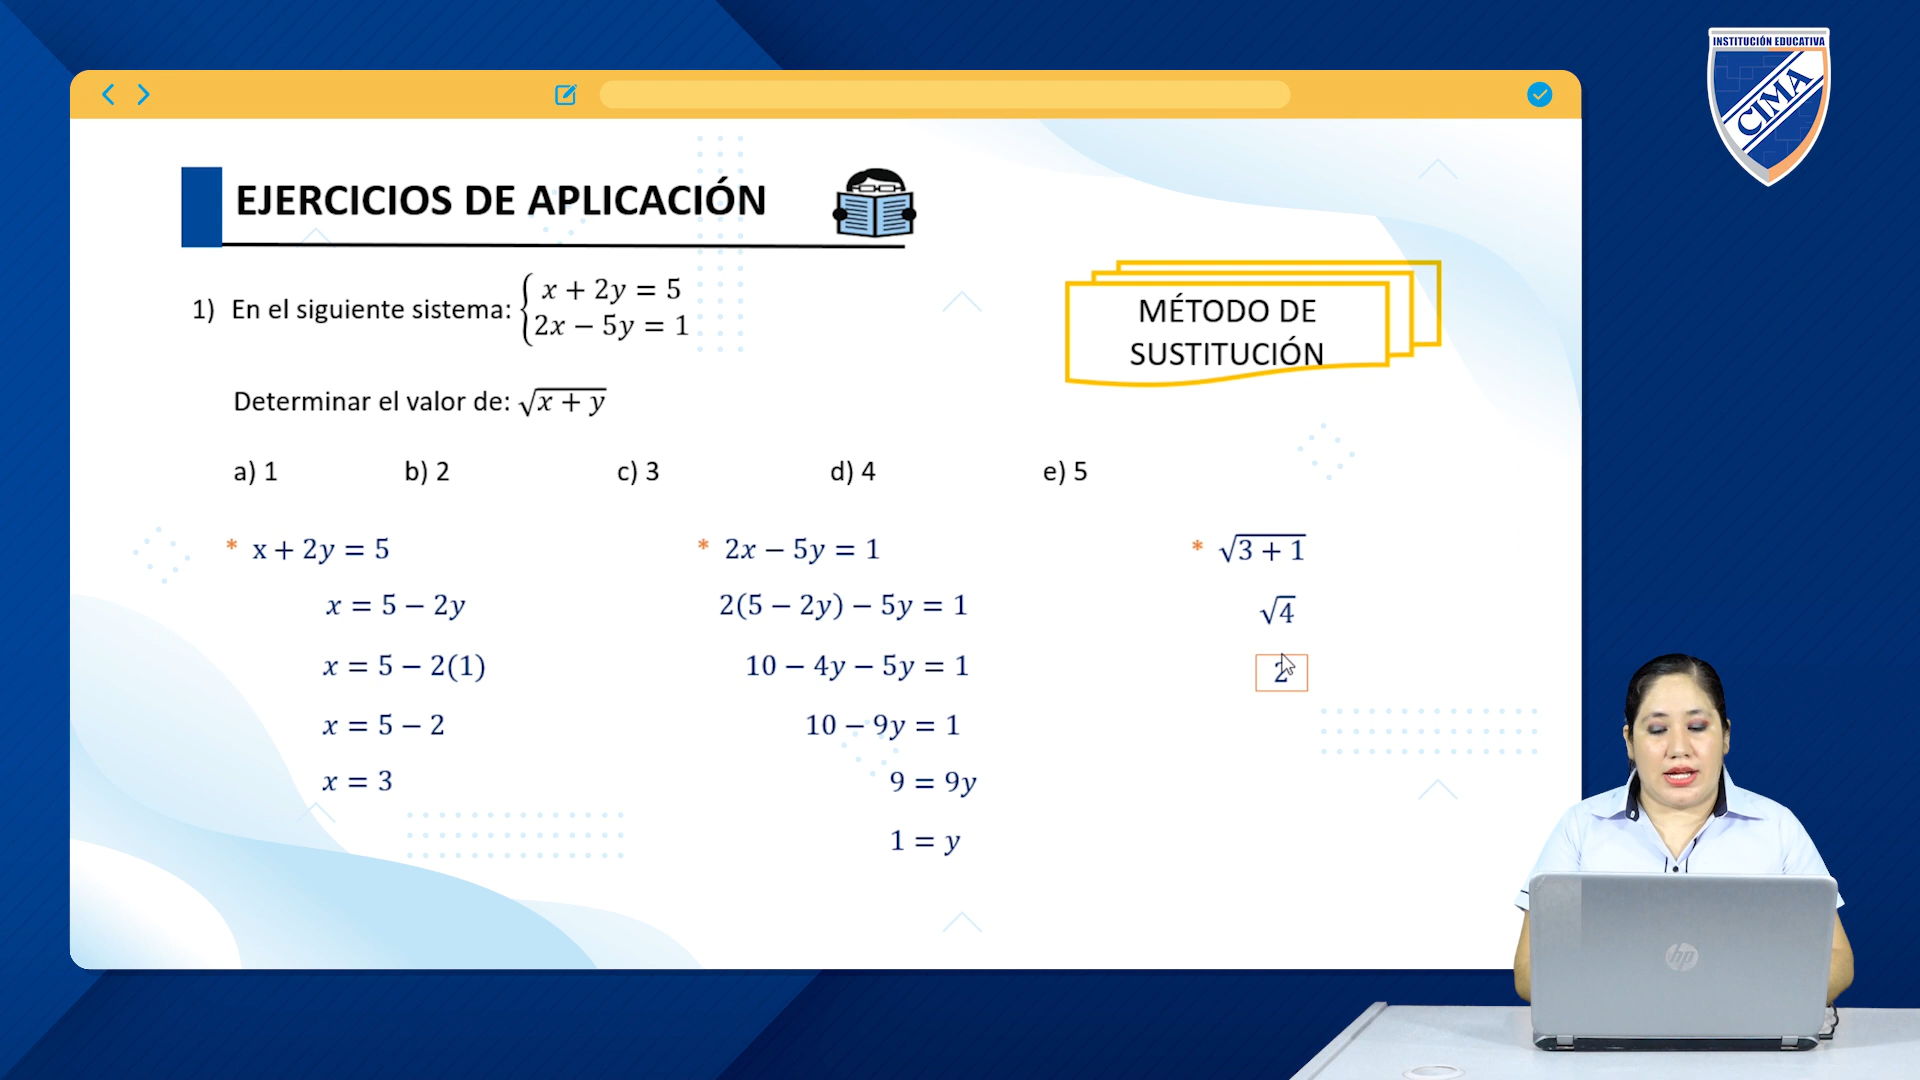 INSTITUCIÓN EDUCATIVA
CIMA
EJERCICIOS DE APLICACIÓN
1) En el siguiente sistema: { x + 2y = 5
2x − 5y = 1
MÉTODO DE
SUSTITUCIÓN
Determinar el valor de: √(x + y)
a) 1 b) 2 c) 3 d) 4 e) 5
* x + 2y = 5
x = 5 − 2y
x = 5 − 2(1)
x = 5 − 2
x = 3
* 2x − 5y = 1
2(5 − 2y) − 5y = 1
10 − 4y − 5y = 1
10 − 9y = 1
9 = 9y
1 = y
* √(3 + 1)
√4
2
hp